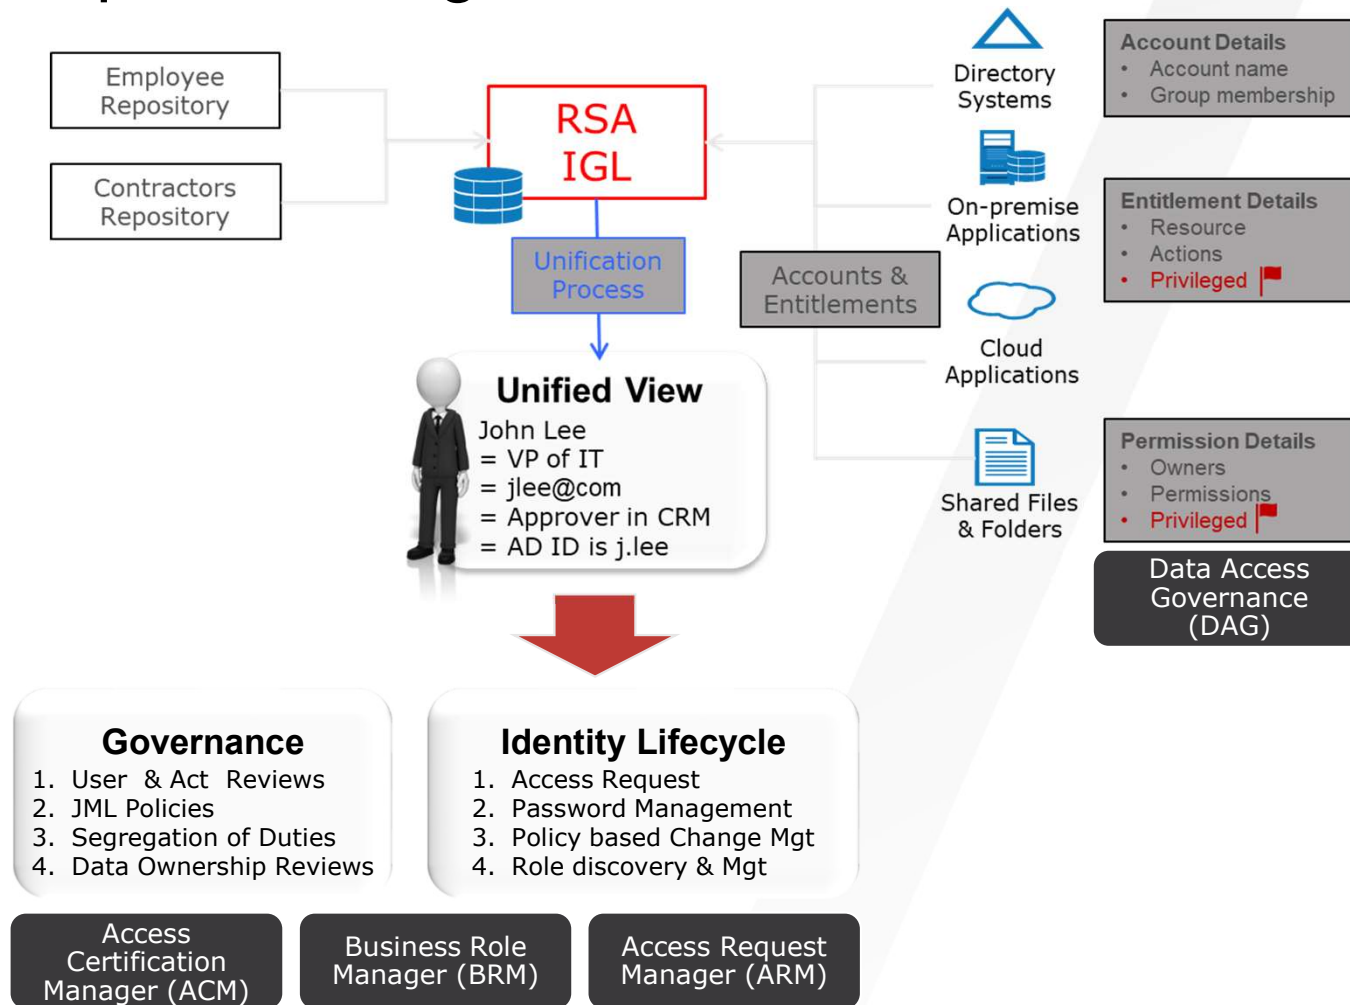 Employee
Repository
Contractors
Repository
RSA
IGL
Unification
Process
Accounts &
Entitlements
Directory
Systems
On-premise
Applications
Cloud
Applications
Shared Files
& Folders
Account Details
• Account name
• Group membership
Entitlement Details
• Resource
• Actions
• Privileged
Permission Details
• Owners
• Permissions
• Privileged
Data Access
Governance
(DAG)
Unified View
John Lee
= VP of IT
= jlee@com
= Approver in CRM
= AD ID is j.lee
Governance
1. User & Act Reviews
2. JML Policies
3. Segregation of Duties
4. Data Ownership Reviews
Identity Lifecycle
1. Access Request
2. Password Management
3. Policy based Change Mgt
4. Role discovery & Mgt
Access
Certification
Manager (ACM)
Business Role
Manager (BRM)
Access Request
Manager (ARM)